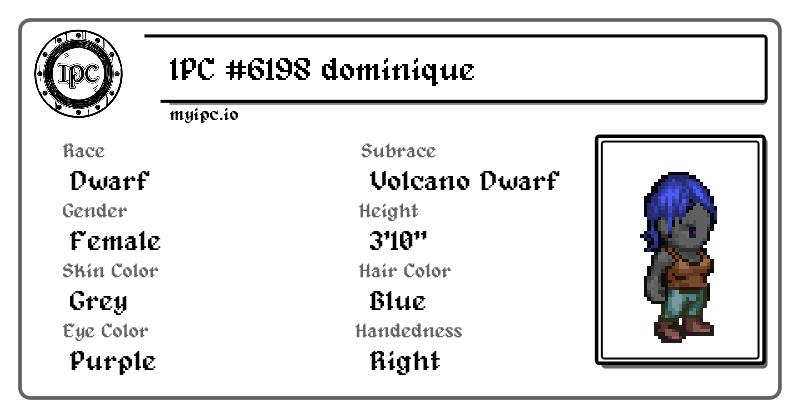 IPC
IPC #6198 dominique
myipc.io
Race
Subrace
Dwarf
Volcano Dwarf
Gender
Height
Female
3'10"
Skin Color
Hair Color
Grey
Blue
Eye Color
Handedness
Purple
Right